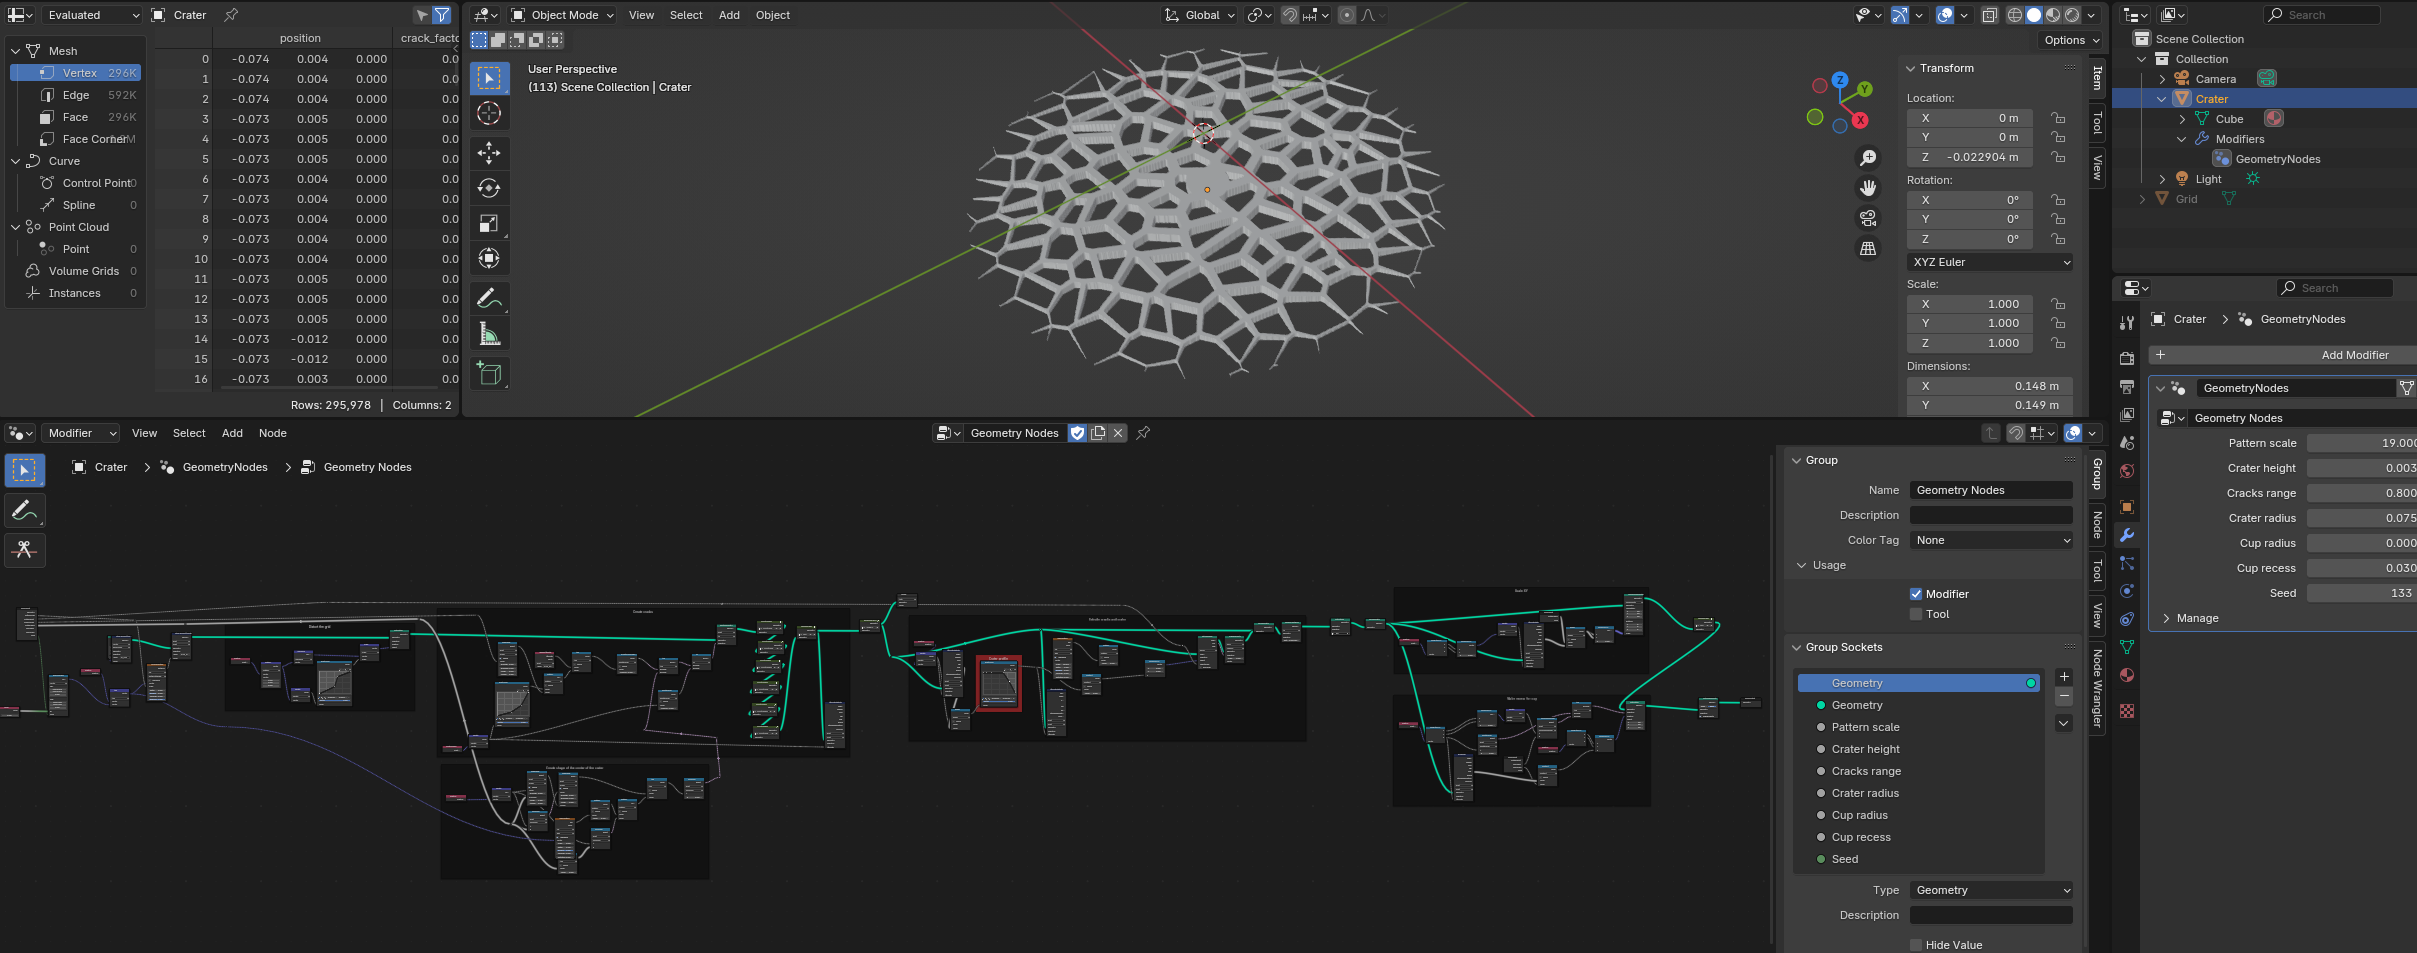 Evaluated
Crater
Mesh
Vertex 296K
Edge 592K
Face 296K
Face Corner
Curve
Control Point 0
Spline 0
Point Cloud
Point 0
Volume Grids 0
Instances 0
position crack_facto
0 -0.074 0.004 0.000 0.0
1 -0.074 0.004 0.000 0.0
2 -0.074 0.004 0.000 0.0
3 -0.073 0.005 0.000 0.0
4 -0.073 0.005 0.000 0.0
5 -0.073 0.005 0.000 0.0
6 -0.073 0.004 0.000 0.0
7 -0.073 0.004 0.000 0.0
8 -0.073 0.004 0.000 0.0
9 -0.073 0.004 0.000 0.0
10 -0.073 0.004 0.000 0.0
11 -0.073 0.005 0.000 0.0
12 -0.073 0.005 0.000 0.0
13 -0.073 0.005 0.000 0.0
14 -0.073 -0.012 0.000 0.0
15 -0.073 -0.012 0.000 0.0
16 -0.073 0.003 0.000 0.0
Rows: 295,978 | Columns: 2
Object Mode View Select Add Object
Global
Options
User Perspective
(113) Scene Collection | Crater
Z
Y
X
Transform
Location:
X 0 m
Y 0 m
Z -0.022904 m
Rotation:
X 0°
Y 0°
Z 0°
XYZ Euler
Scale:
X 1.000
Y 1.000
Z 1.000
Dimensions:
X 0.148 m
Y 0.149 m
Item
Tool
View
Search
Scene Collection
Collection
Camera
Crater
Cube
Modifiers
GeometryNodes
Light
Grid
Search
Crater > GeometryNodes
Add Modifier
GeometryNodes
Geometry Nodes
Pattern scale 19.000
Crater height 0.003
Cracks range 0.800
Crater radius 0.075
Cup radius 0.000
Cup recess 0.030
Seed 133
Manage
Modifier View Select Add Node
Geometry Nodes
Crater > GeometryNodes > Geometry Nodes
Group
Name Geometry Nodes
Description
Color Tag None
Usage
Modifier
Tool
Group Sockets
Geometry
Geometry
Pattern scale
Crater height
Cracks range
Crater radius
Cup radius
Cup recess
Seed
Type Geometry
Description
Hide Value
Group
Node
Tool
View
Node Wrangler